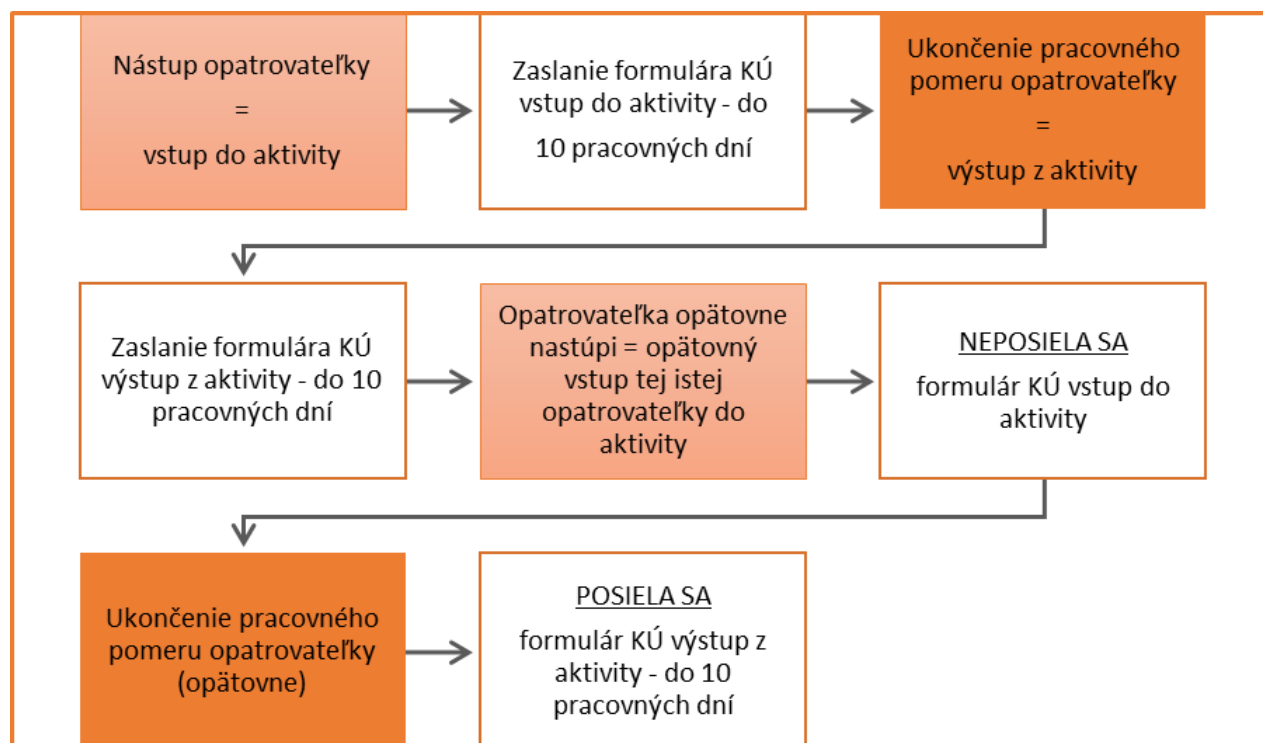 Nástup opatrovateľky
=
vstup do aktivity
Zaslanie formulára KÚ
vstup do aktivity - do
10 pracovných dní
Ukončenie pracovného
pomeru opatrovateľky
=
výstup z aktivity
Zaslanie formulára KÚ
výstup z aktivity - do 10
pracovných dní
Opatrovateľka opätovne
nastúpi = opätovný
vstup tej istej
opatrovateľky do
aktivity
NEPOSIELA SA
formulár KÚ vstup do
aktivity
Ukončenie pracovného
pomeru opatrovateľky
(opätovne)
POSIELA SA
formulár KÚ výstup z
aktivity - do 10
pracovných dní